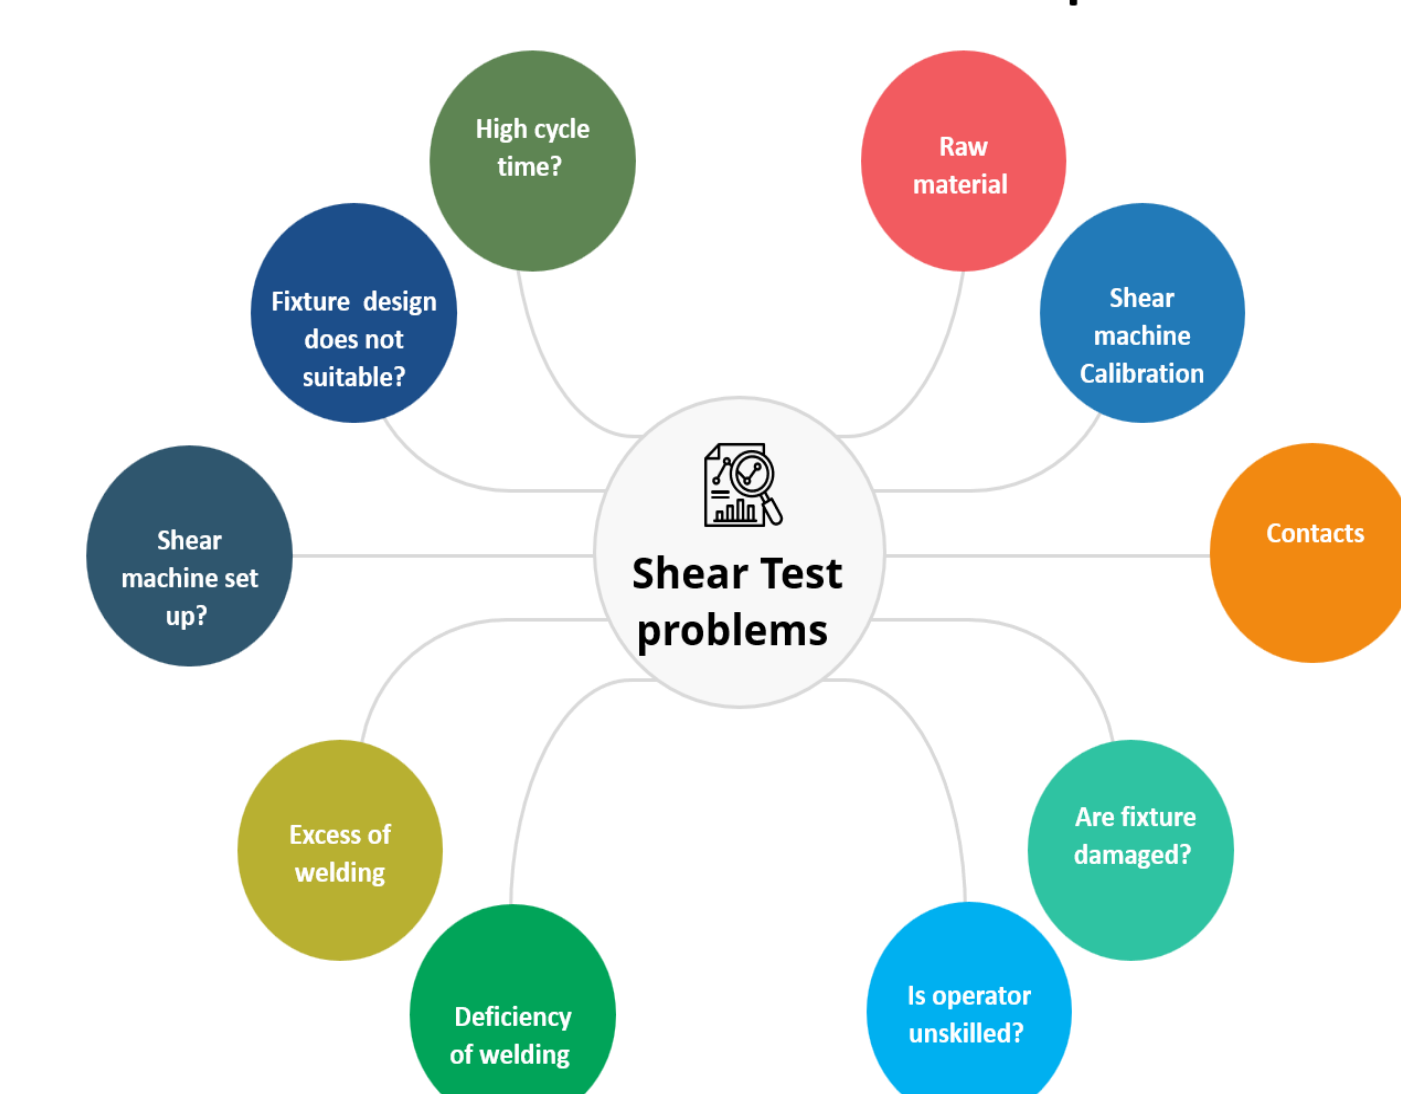 High cycle
time?
Raw
material
Fixture  design
does not
suitable?
Shear
machine
Calibration
Shear
machine set
up?
Shear Test
problems
Contacts
Excess of
welding
Are fixture
damaged?
Deficiency
of welding
Is operator
unskilled?